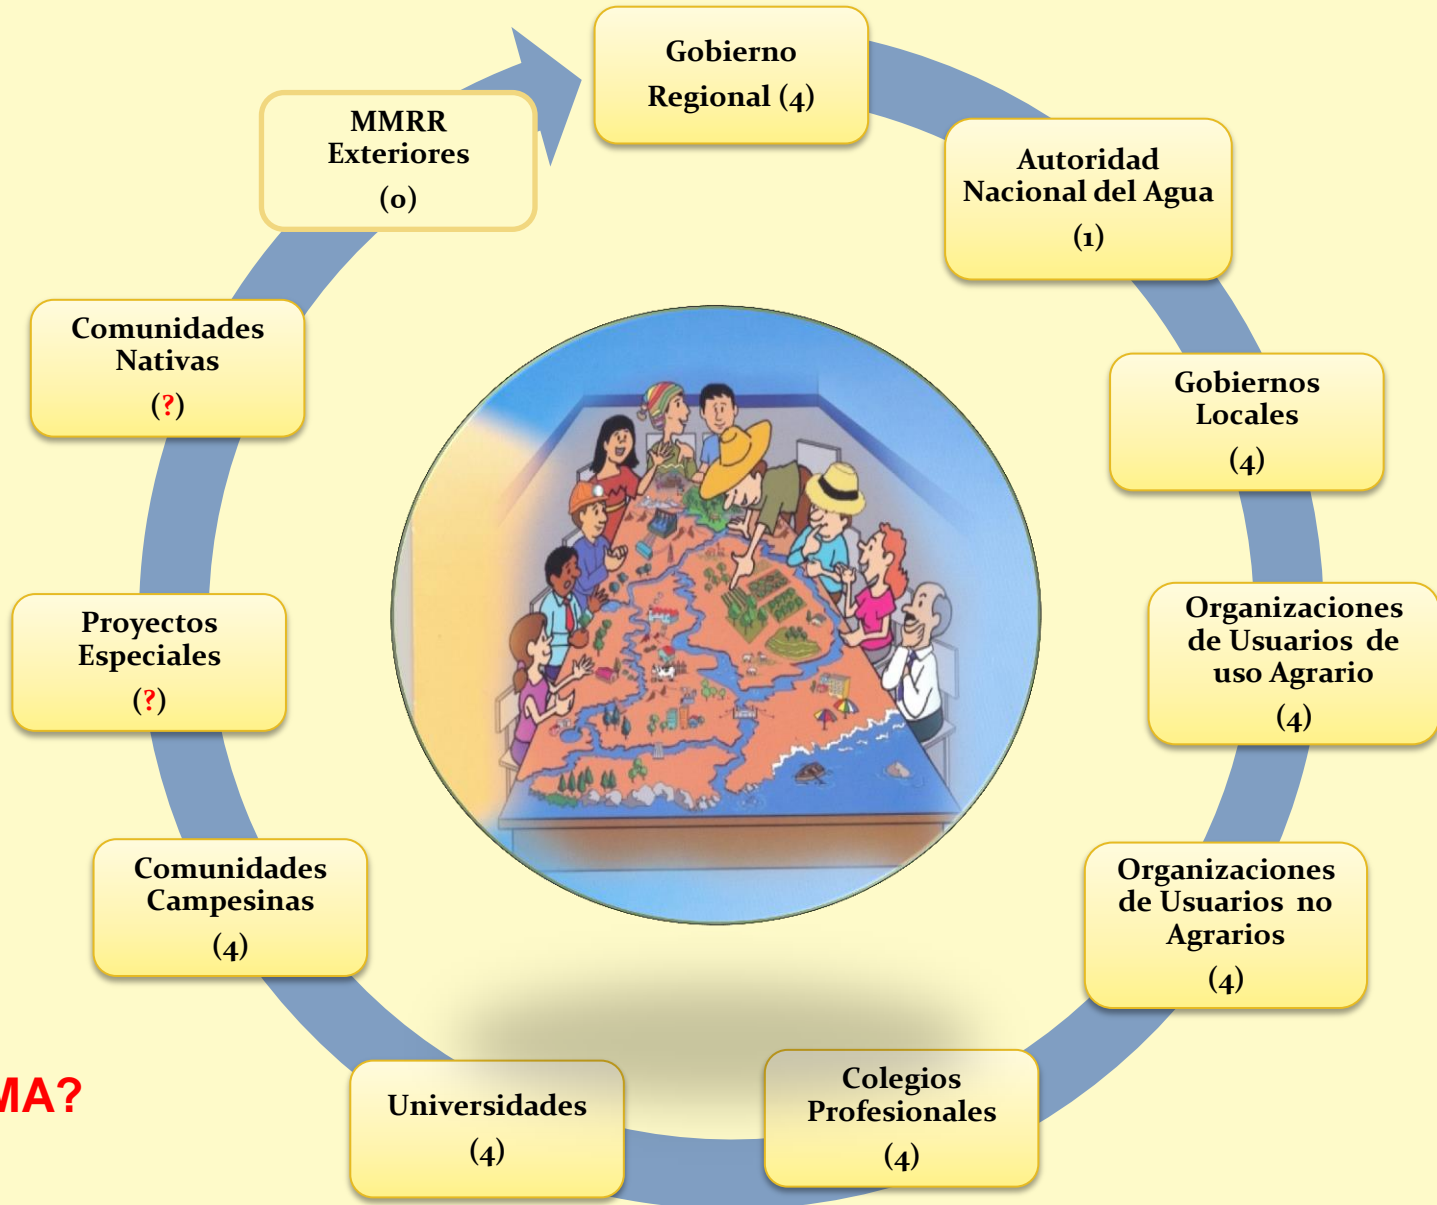 Gobierno
Regional (4)
Autoridad
Nacional del Agua
(1)
Gobiernos
Locales
(4)
Organizaciones
de Usuarios de
uso Agrario
(4)
Organizaciones
de Usuarios no
Agrarios
(4)
Colegios
Profesionales
(4)
Universidades
(4)
Comunidades
Campesinas
(4)
Proyectos
Especiales
(?)
Comunidades
Nativas
(?)
MMRR
Exteriores
(0)
MA?